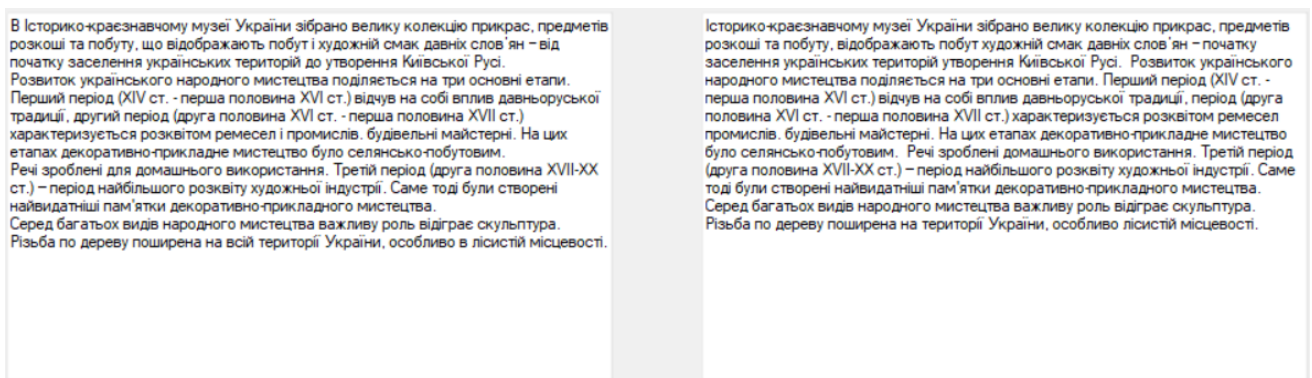 В Історико-краєзнавчому музеї України зібрано велику колекцію прикрас, предметів
розкоші та побуту, що відображають побут і художній смак давніх слов'ян – від
початку заселення українських територій до утворення Київської Русі.
Розвиток українського народного мистецтва поділяється на три основні етапи.
Перший період (XIV ст. - перша половина XVI ст.) відчув на собі вплив давньоруської
традиції, другий період (друга половина XVI ст. - перша половина XVII ст.)
характеризується розквітом ремесел і промислів. будівельні майстерні. На цих
етапах декоративно-прикладне мистецтво було селянсько-побутовим.
Речі зроблені для домашнього використання. Третій період (друга половина XVII-XX
ст.) – період найбільшого розквіту художньої індустрії. Саме тоді були створені
найвидатніші пам'ятки декоративно-прикладного мистецтва.
Серед багатьох видів народного мистецтва важливу роль відіграє скульптура.
Різьба по дереву поширена на всій території України, особливо в лісистій місцевості.
Історико-краєзнавчому музеї України зібрано велику колекцію прикрас, предметів
розкоші та побуту, відображають побут художній смак давніх слов'ян – початку
заселення українських територій утворення Київської Русі.  Розвиток українського
народного мистецтва поділяється на три основні етапи. Перший період (XIV ст. -
перша половина XVI ст.) відчув на собі вплив давньоруської традиції, період (друга
половина XVI ст. - перша половина XVII ст.) характеризується розквітом ремесел
промислів. будівельні майстерні. На цих етапах декоративно-прикладне мистецтво
було селянсько-побутовим.  Речі зроблені домашнього використання. Третій період
(друга половина XVII-XX ст.) – період найбільшого розквіту художньої індустрії. Саме
тоді були створені найвидатніші пам'ятки декоративно-прикладного мистецтва.
Серед багатьох видів народного мистецтва важливу роль відіграє скульптура.
Різьба по дереву поширена на території України, особливо лісистій місцевості.